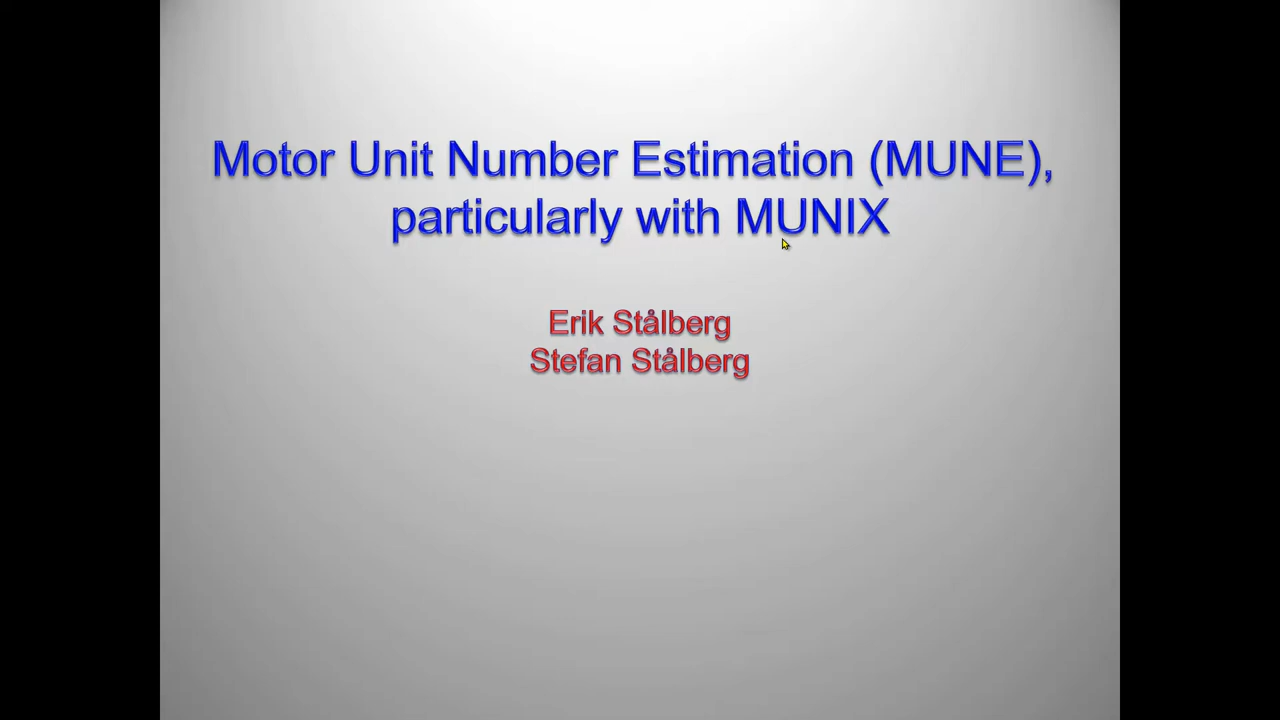 Motor Unit Number Estimation (MUNE),
particularly with MUNIX
Erik Stålberg
Stefan Stålberg